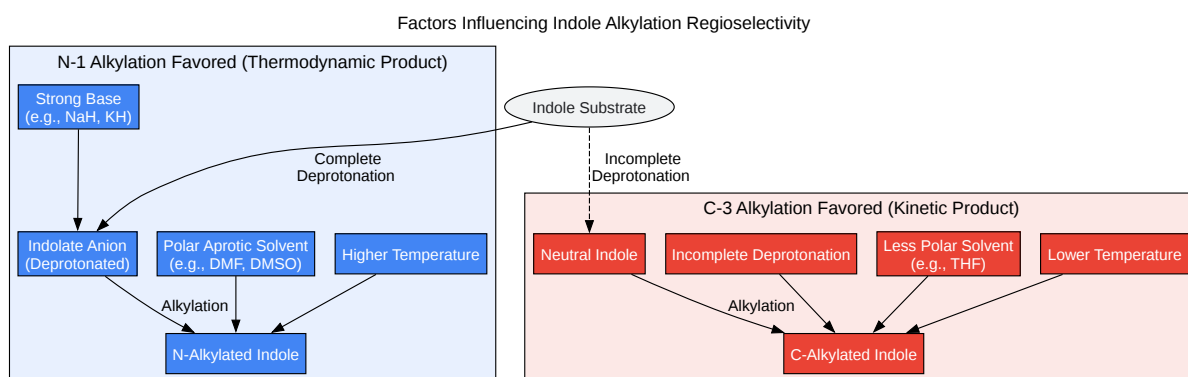 Factors Influencing Indole Alkylation Regioselectivity
N-1 Alkylation Favored (Thermodynamic Product)
Strong Base
(e.g., NaH, KH)
Indole Substrate
Complete
Deprotonation
Incomplete
Deprotonation
C-3 Alkylation Favored (Kinetic Product)
Indolate Anion
(Deprotonated)
Polar Aprotic Solvent
(e.g., DMF, DMSO)
Higher Temperature
Neutral Indole
Incomplete Deprotonation
Less Polar Solvent
(e.g., THF)
Lower Temperature
Alkylation
Alkylation
N-Alkylated Indole
C-Alkylated Indole